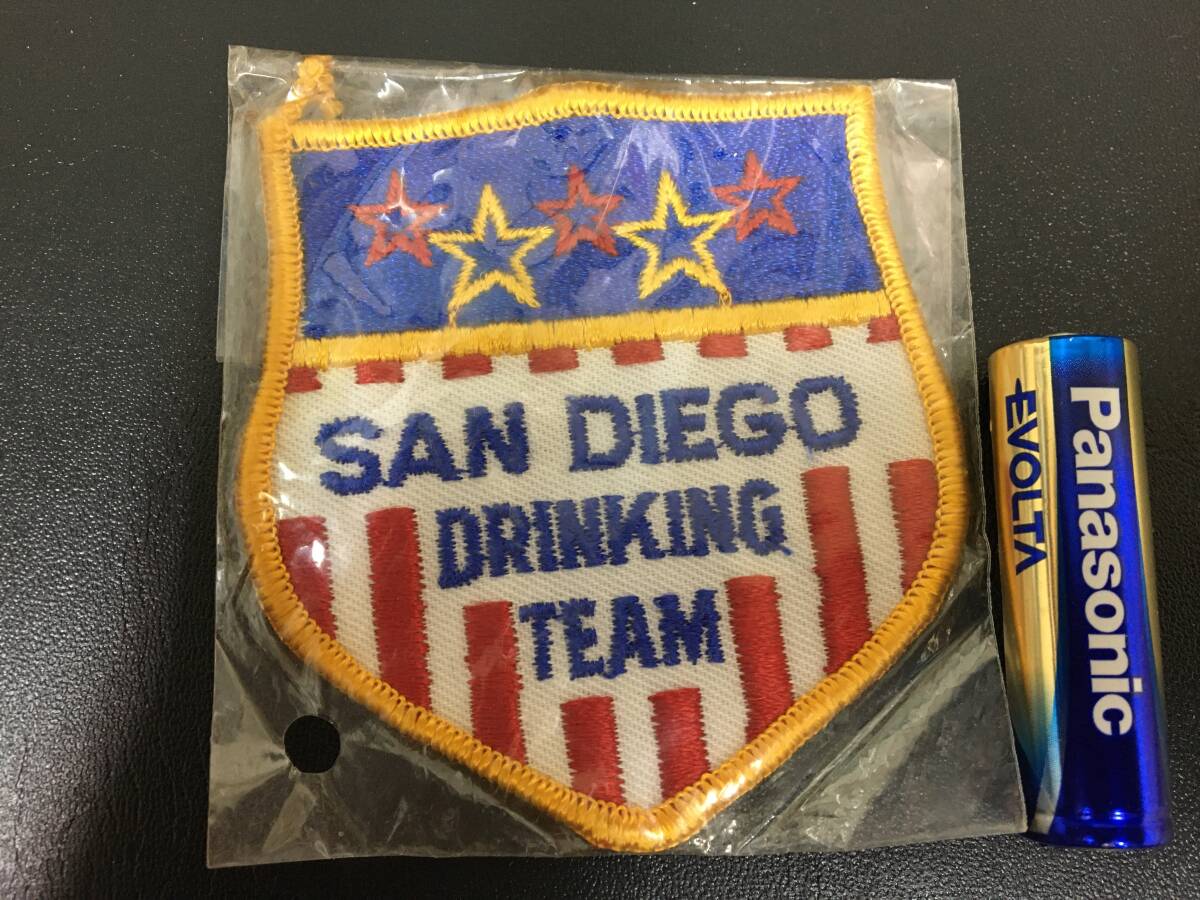 SAN DIEGO
DRINKING
TEAM
Panasonic
EVOLTA